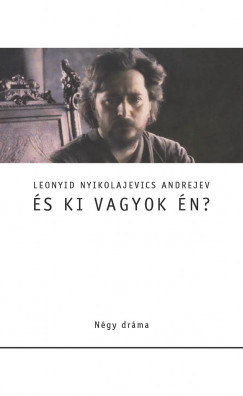 LEONYID NYIKOLAJEVICS ANDREJEV
ÉS KI VAGYOK ÉN?
Négy dráma